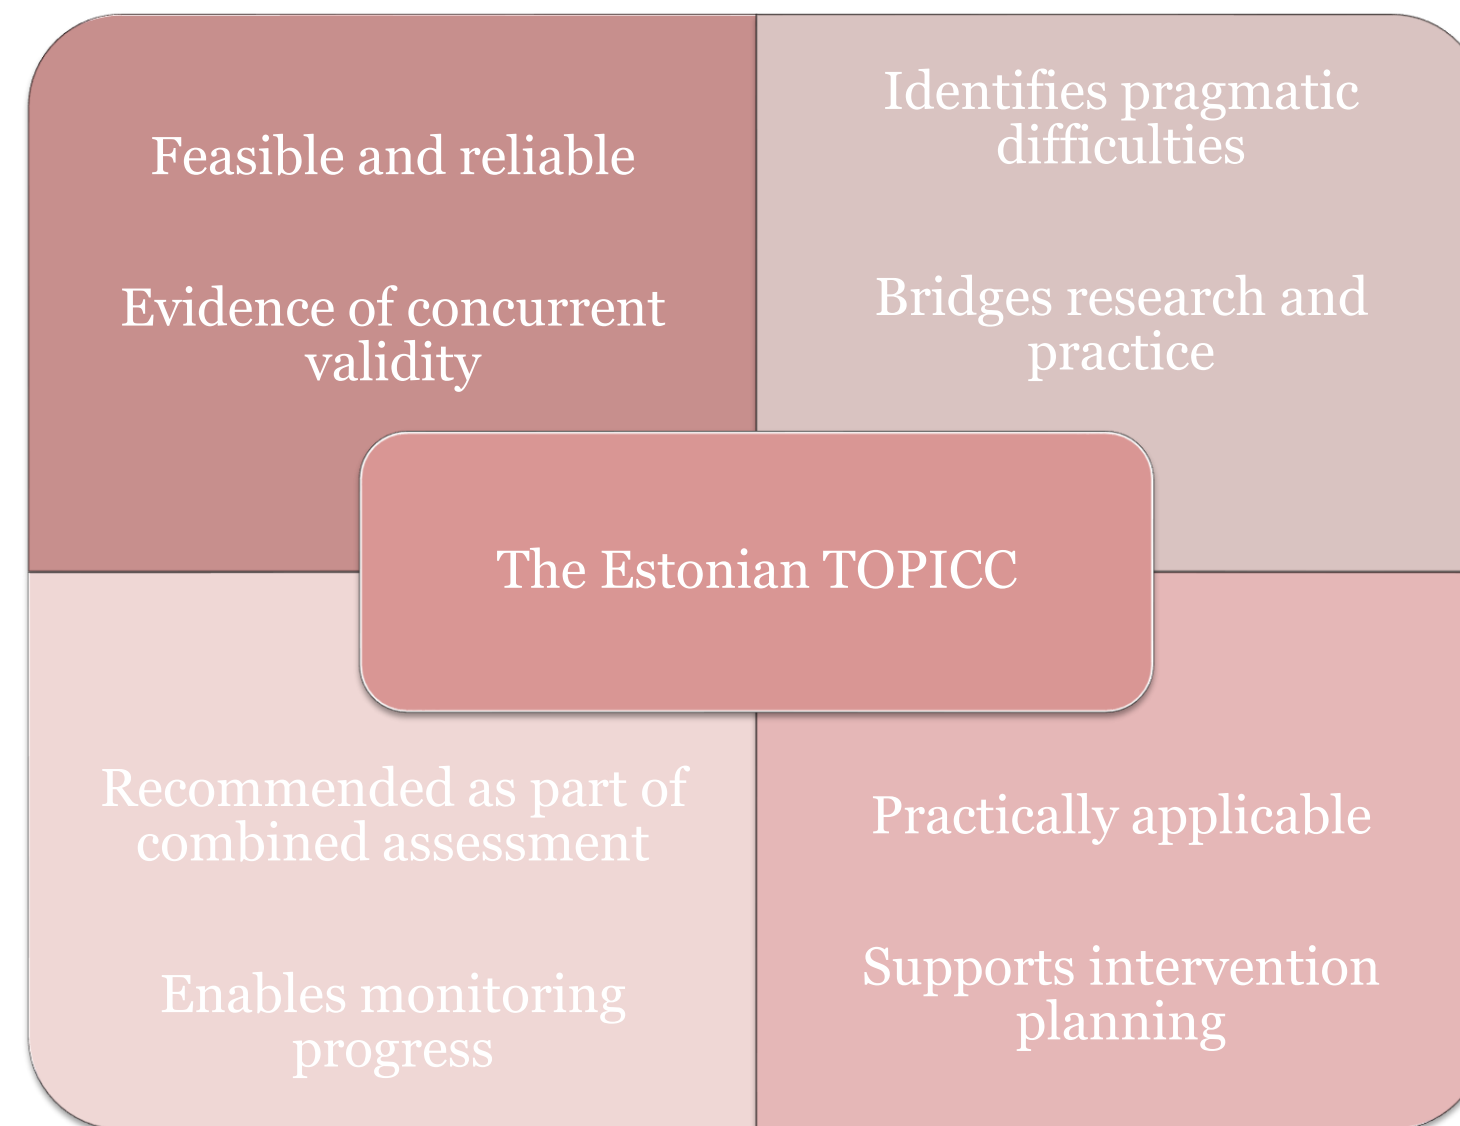 Feasible and reliable
Evidence of concurrent
validity
Identifies pragmatic
difficulties
Bridges research and
practice
The Estonian TOPICC
Recommended as part of
combined assessment
Enables monitoring
progress
Practically applicable
Supports intervention
planning